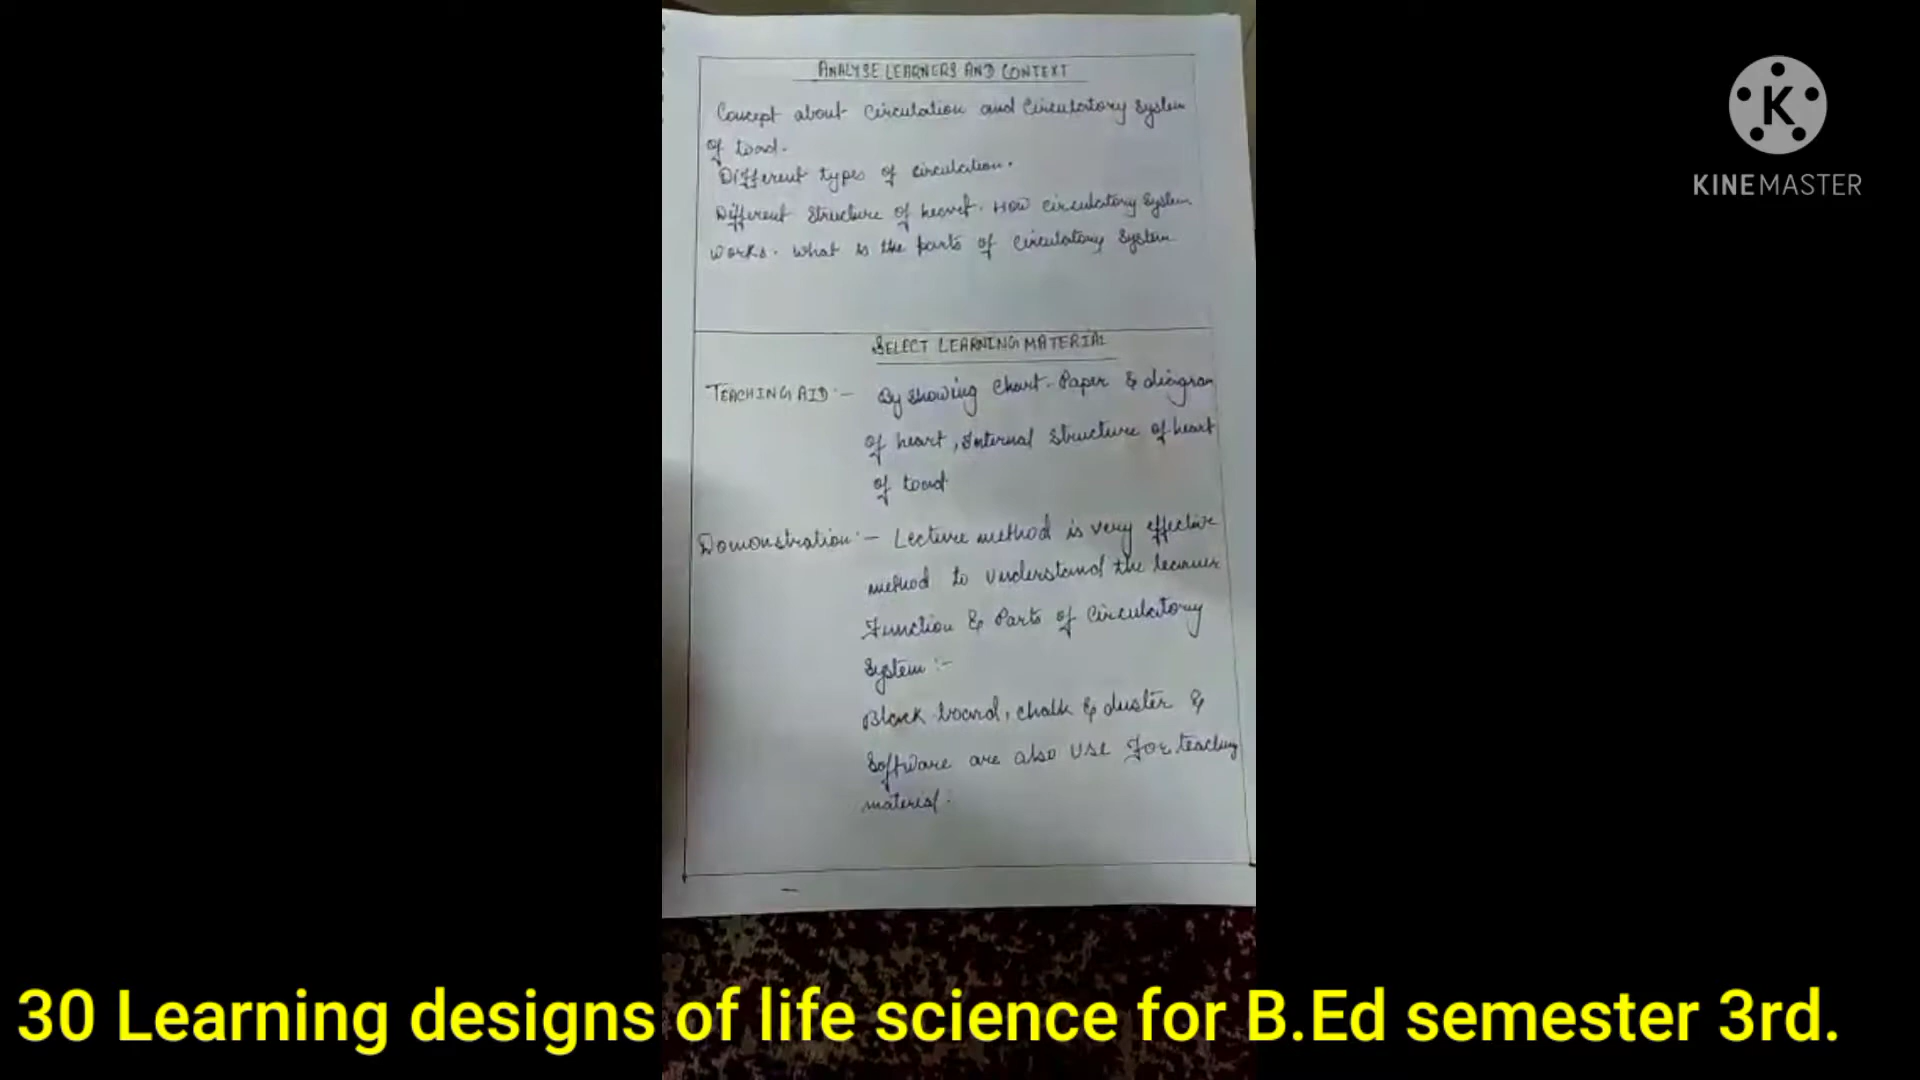 ANALYSE LEARNERS AND CONTEXT
Concept about circulation and Circulatory System
of toad.
Different types of circulation.
Different structure of heart. How circulatory system
works. what is the parts of circulatory system
SELECT LEARNING MATERIAL
TEACHING AID :- By showing chart-Paper & diagram
of heart, Internal structure of heart
of toad
Domonstration :- Lecture method is very effective
method to understand the learner
Function & Parts of Circulatory
System :-
Black board, chalk & duster &
Software are also use For teaching
material.
K
KINEMASTER
30 Learning designs of life science for B.Ed semester 3rd.